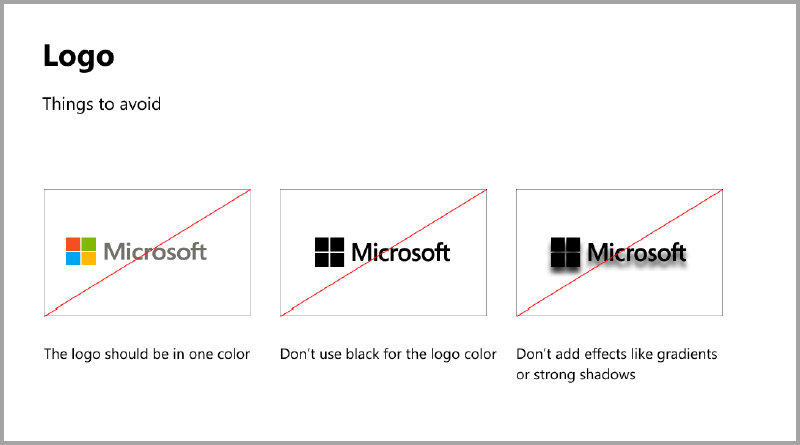 Logo
Things to avoid
Microsoft
Microsoft
Microsoft
The logo should be in one color
Don't use black for the logo color
Don't add effects like gradients
or strong shadows